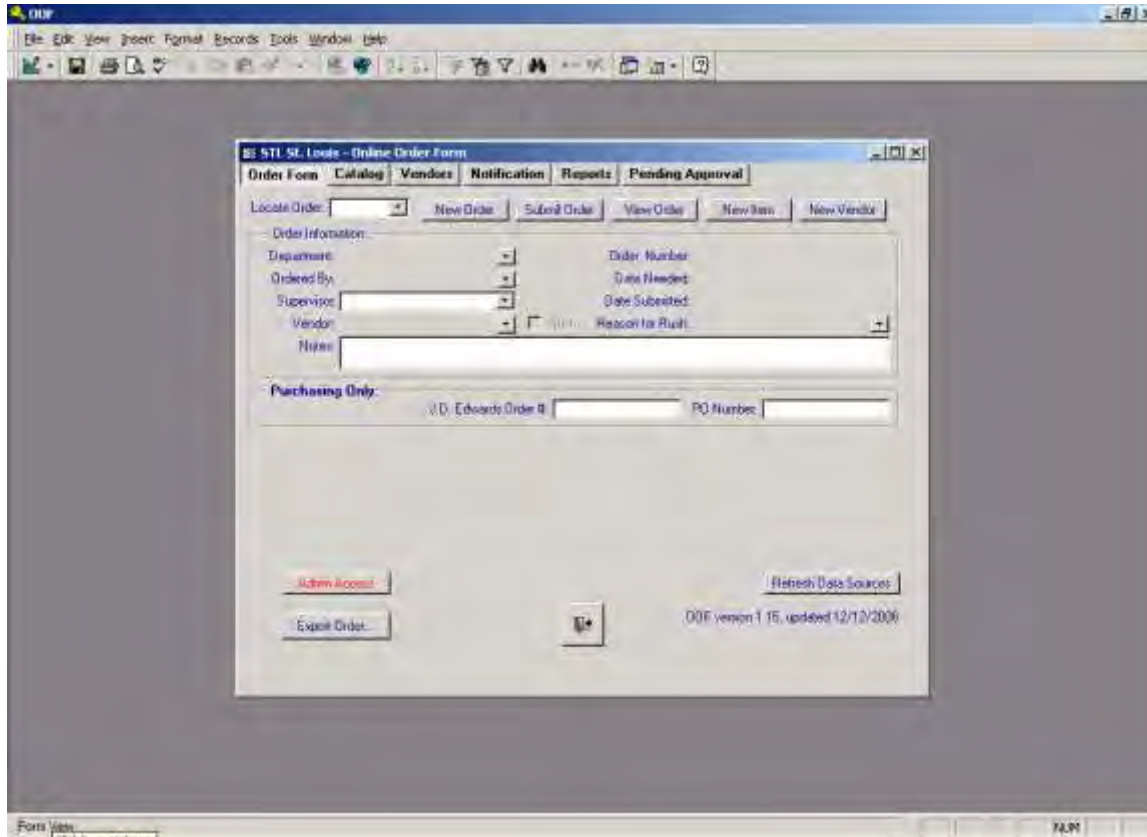 OOF
File Edit View Insert Format Records Tools Window Help
STL St. Louis - Online Order Form
Order Form Catalog Vendors Notification Reports Pending Approval
Locate Order: New Order Submit Order View Order New Item New Vendor
Order Information:
Department: Order Number:
Ordered By: Date Needed:
Supervisor: Date Submitted:
Vendor: Reason for Rush:
Notes:
Purchasing Only:
J.D. Edwards Order #: PO Number:
Admin Access Refresh Data Sources
Export Order... OOF version 1.15, updated 12/12/2006
Form View NUM